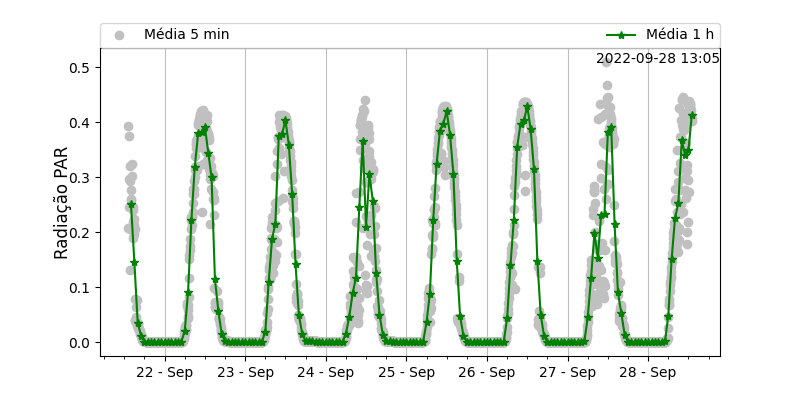 Média 5 min
Média 1 h
2022-09-28 13:05
Radiação PAR
0.5
0.4
0.3
0.2
0.1
0.0
22 - Sep
23 - Sep
24 - Sep
25 - Sep
26 - Sep
27 - Sep
28 - Sep